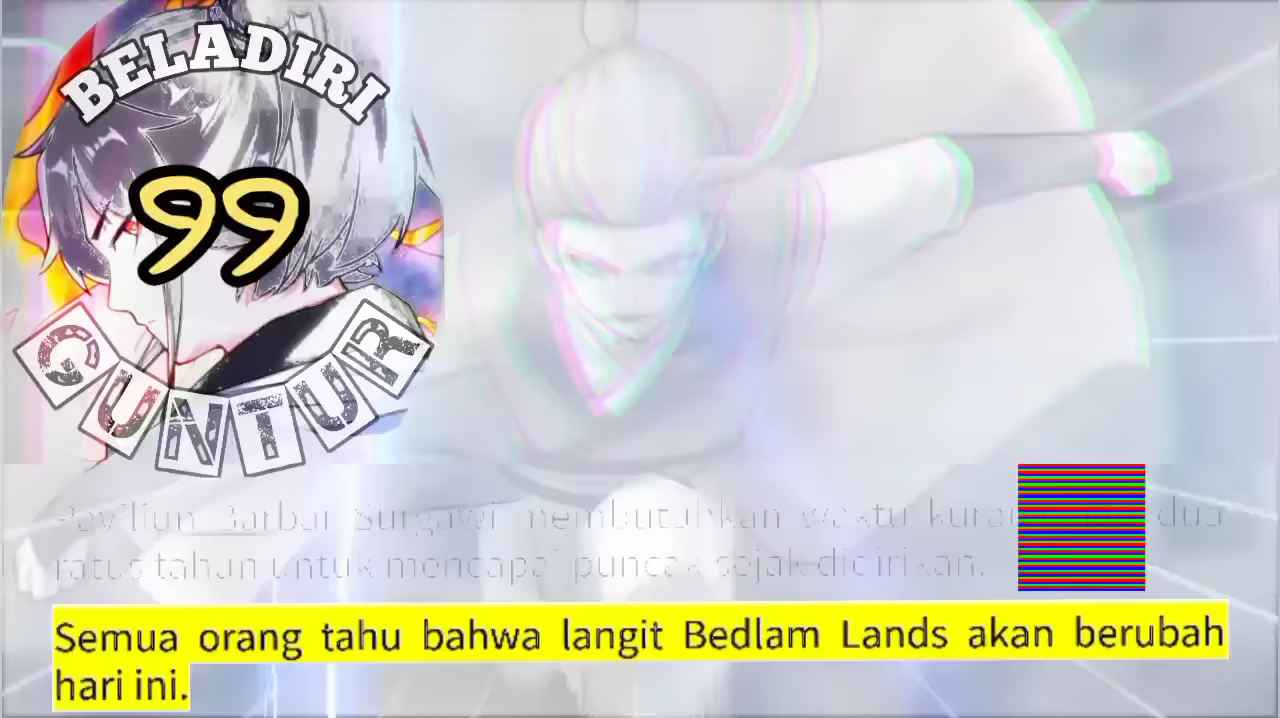 BELADIRI
99
GUNTUR
Paviliun Barbar Surgawi membutuhkan waktu dua
ratus tahun untuk mencapai puncak sejak didirikan.
Semua orang tahu bahwa langit Bedlam Lands akan berubah
hari ini.